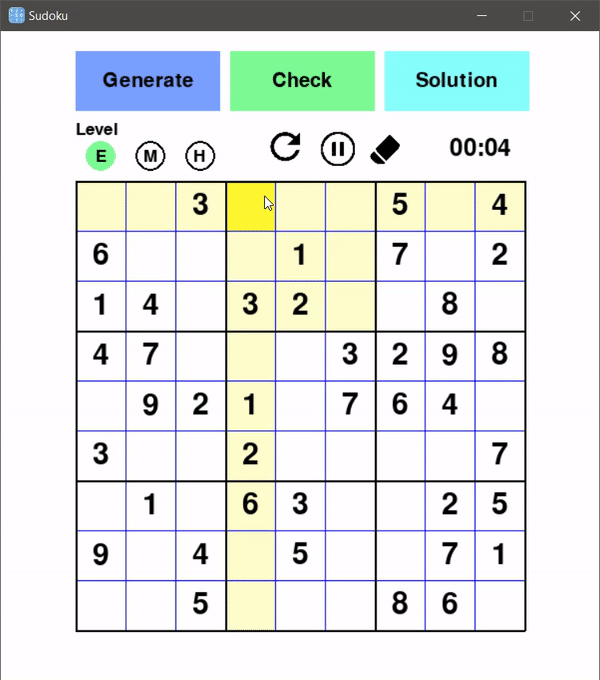 Sudoku
Generate Check Solution
Level
E M H 00:04
3 5 4
6 1 7 2
1 4 3 2 8
4 7 3 2 9 8
9 2 1 7 6 4
3 2 7
1 6 3 2 5
9 4 5 7 1
5 8 6